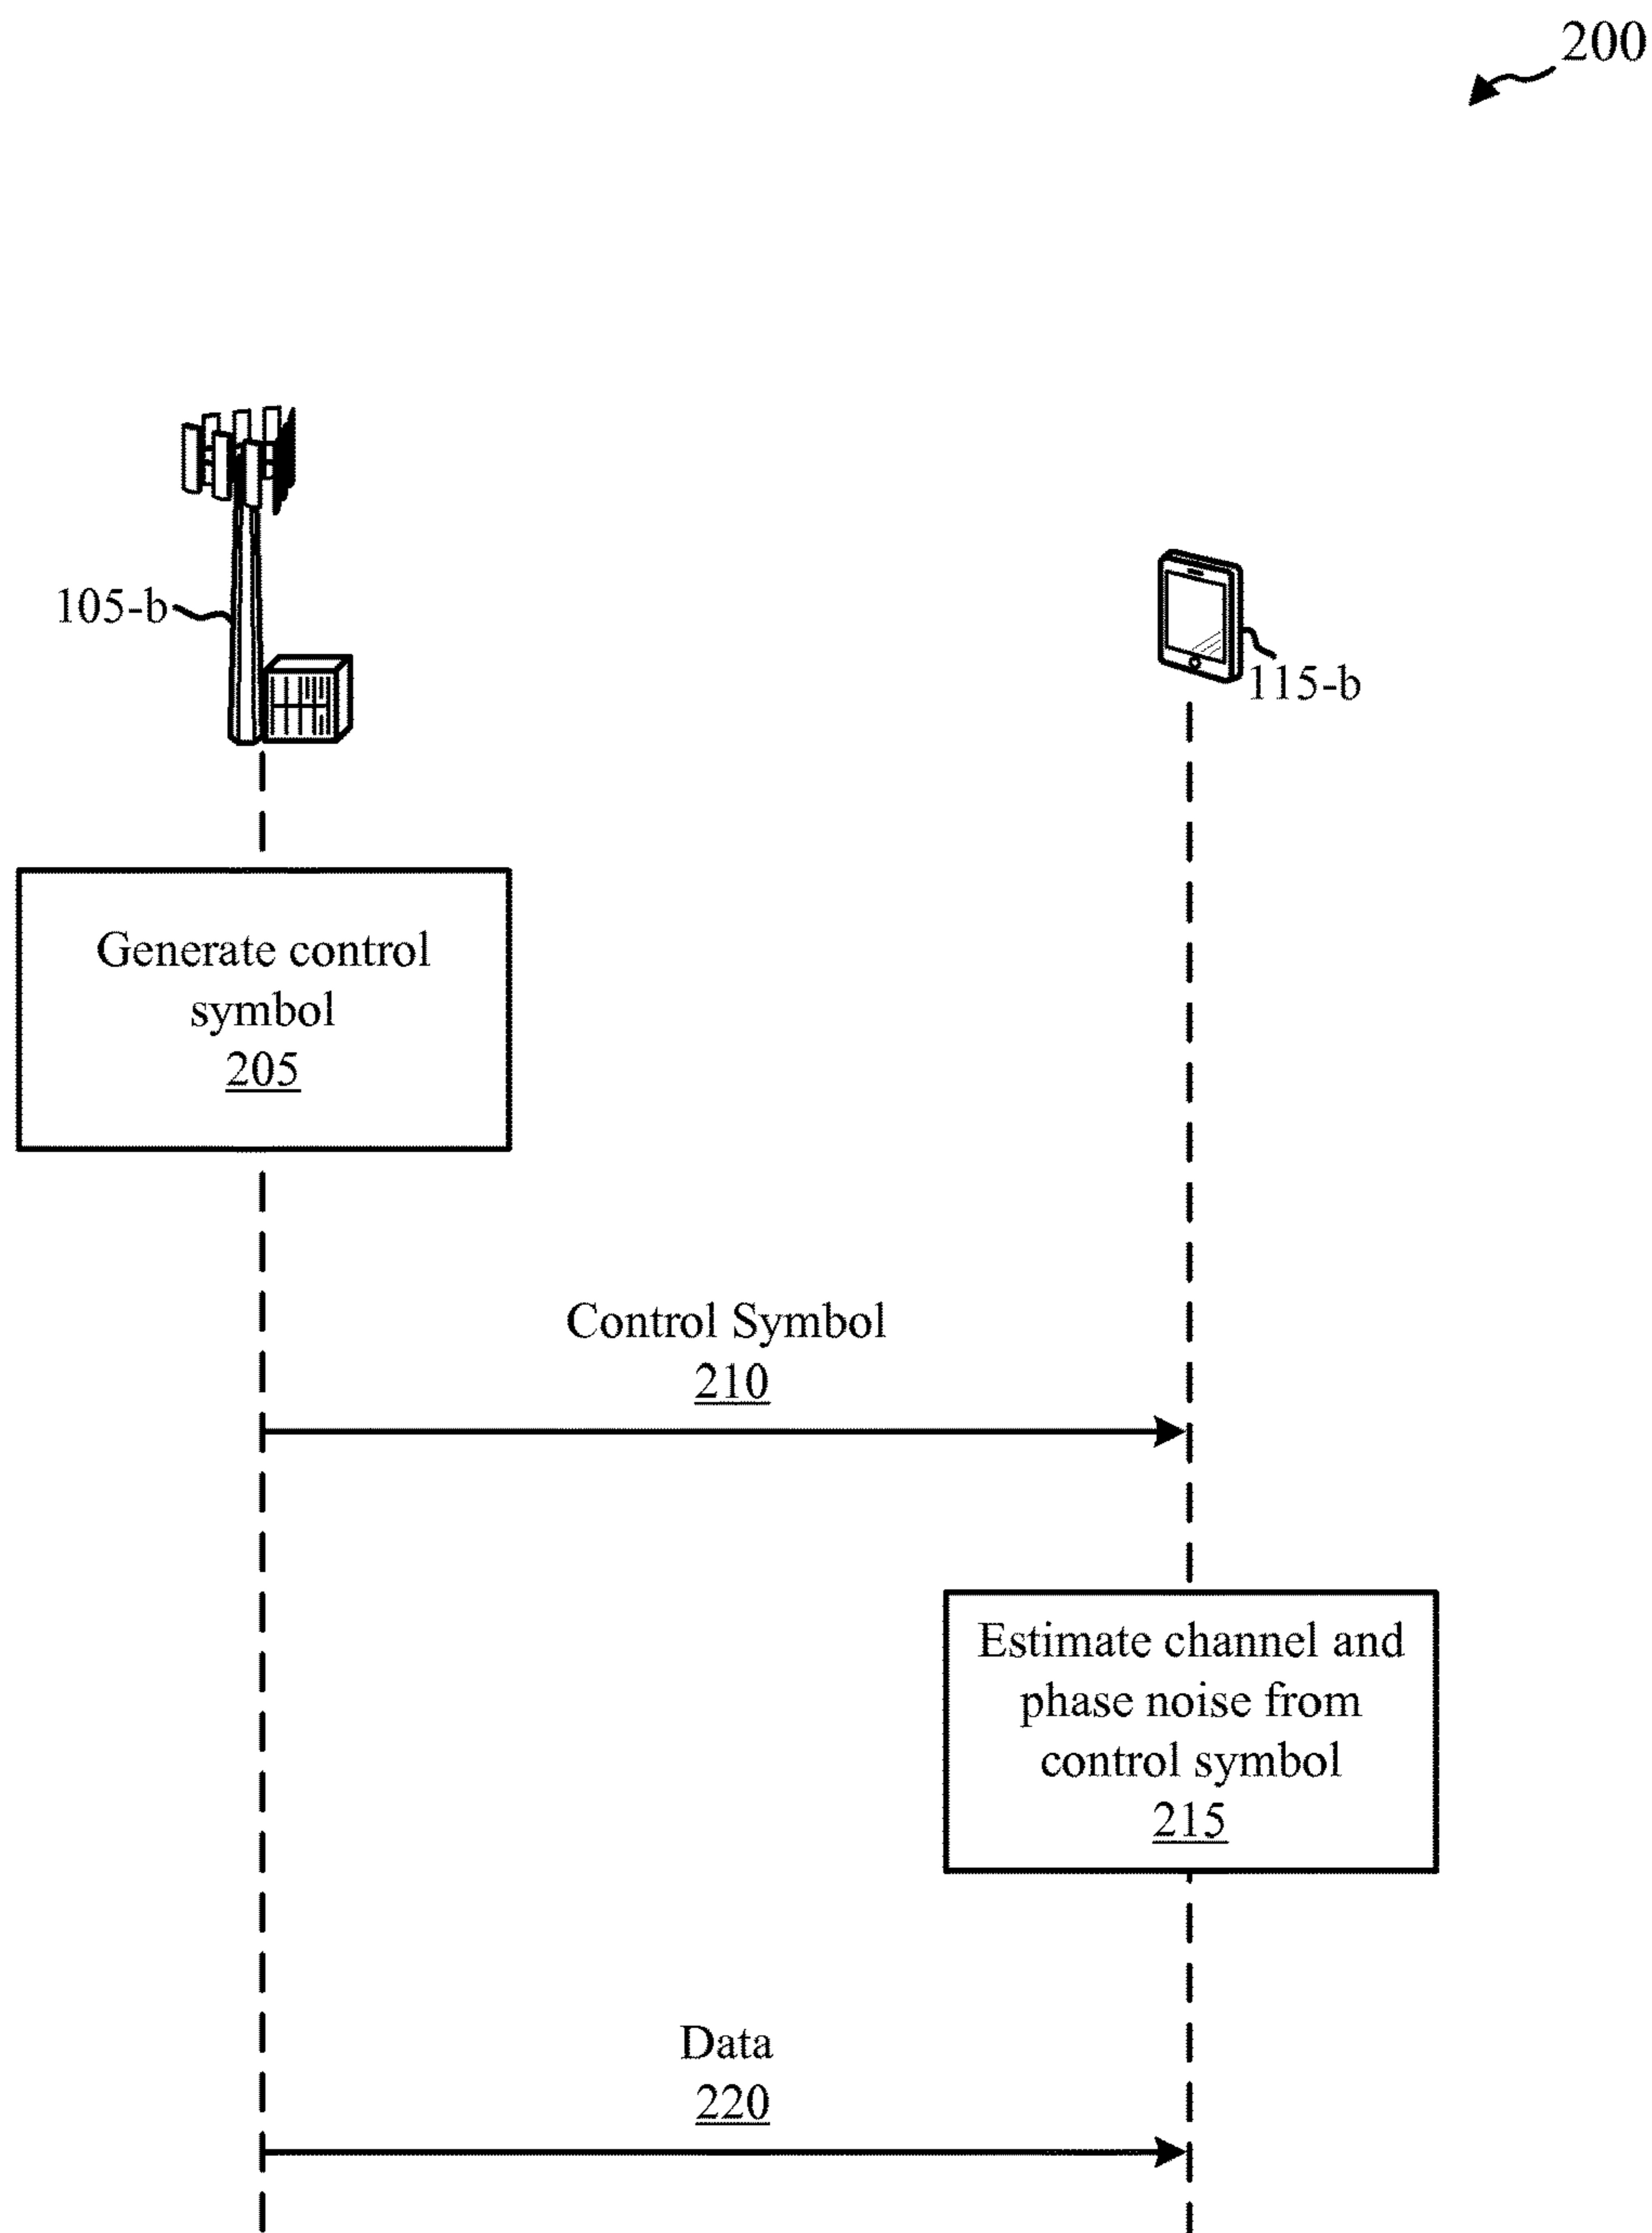 200
105-b
115-b
Generate control
symbol
205
Control Symbol
210
Estimate channel and
phase noise from
control symbol
215
Data
220